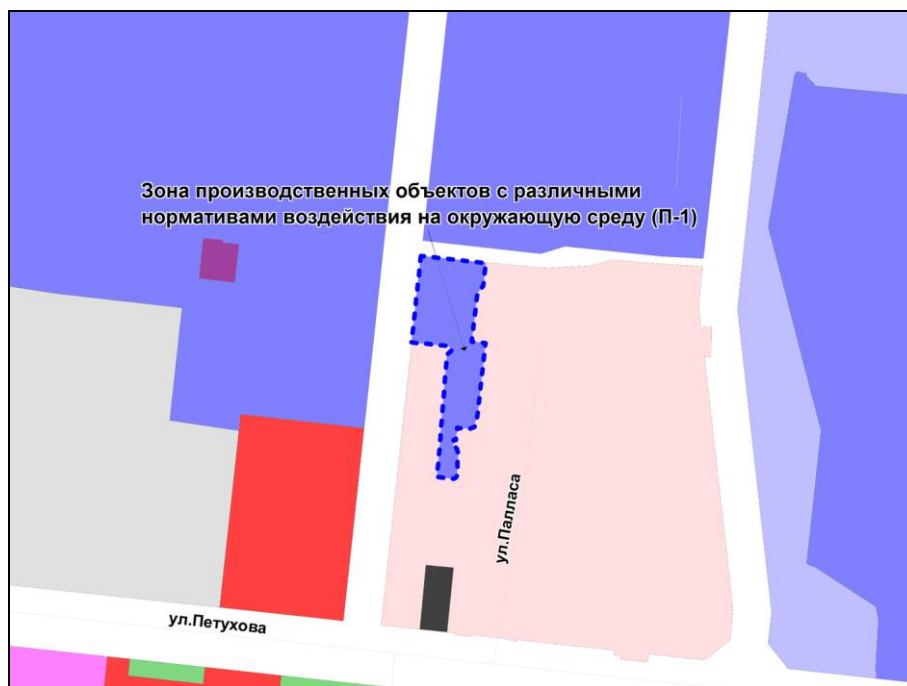 Зона производственных объектов с различными
нормативами воздействия на окружающую среду (П-1)
ул.Палласа
ул.Петухова